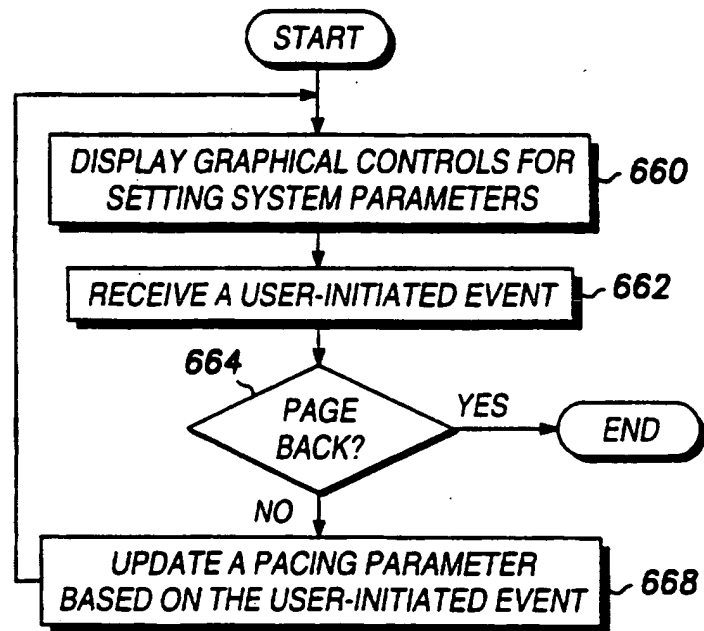 START
DISPLAY GRAPHICAL CONTROLS FOR
SETTING SYSTEM PARAMETERS
660
RECEIVE A USER-INITIATED EVENT
662
664
PAGE
BACK?
YES
END
NO
UPDATE A PACING PARAMETER
BASED ON THE USER-INITIATED EVENT
668